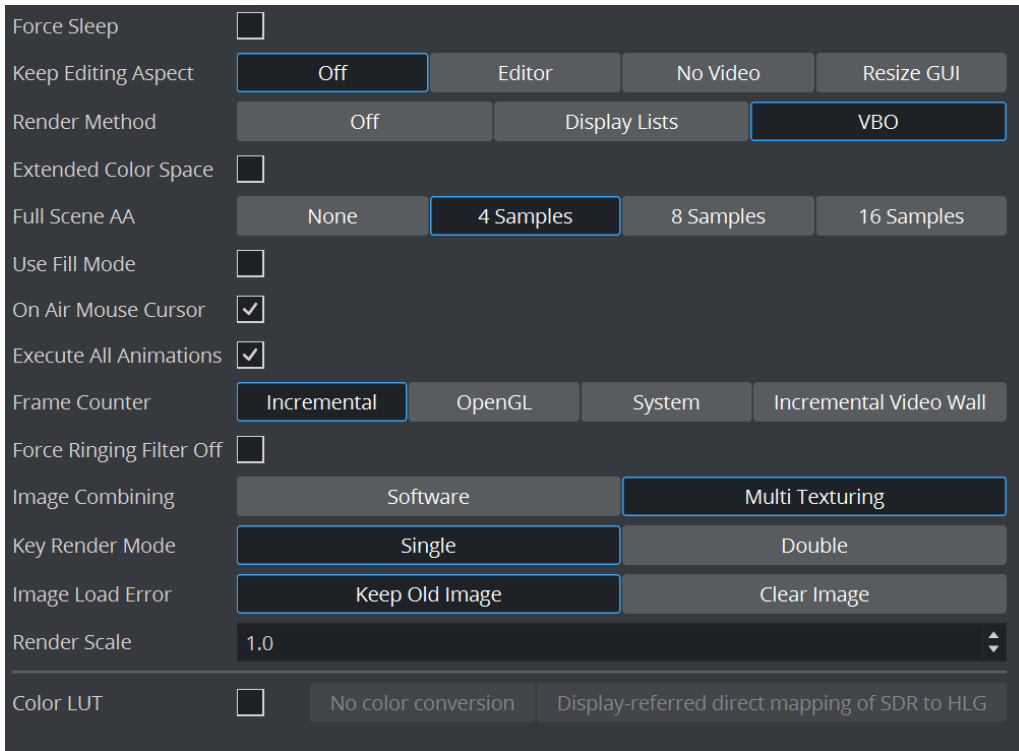 Force Sleep
Keep Editing Aspect Off Editor No Video Resize GUI
Render Method Off Display Lists VBO
Extended Color Space
Full Scene AA None 4 Samples 8 Samples 16 Samples
Use Fill Mode
On Air Mouse Cursor
Execute All Animations
Frame Counter Incremental OpenGL System Incremental Video Wall
Force Ringing Filter Off
Image Combining Software Multi Texturing
Key Render Mode Single Double
Image Load Error Keep Old Image Clear Image
Render Scale 1.0
Color LUT No color conversion Display-referred direct mapping of SDR to HLG